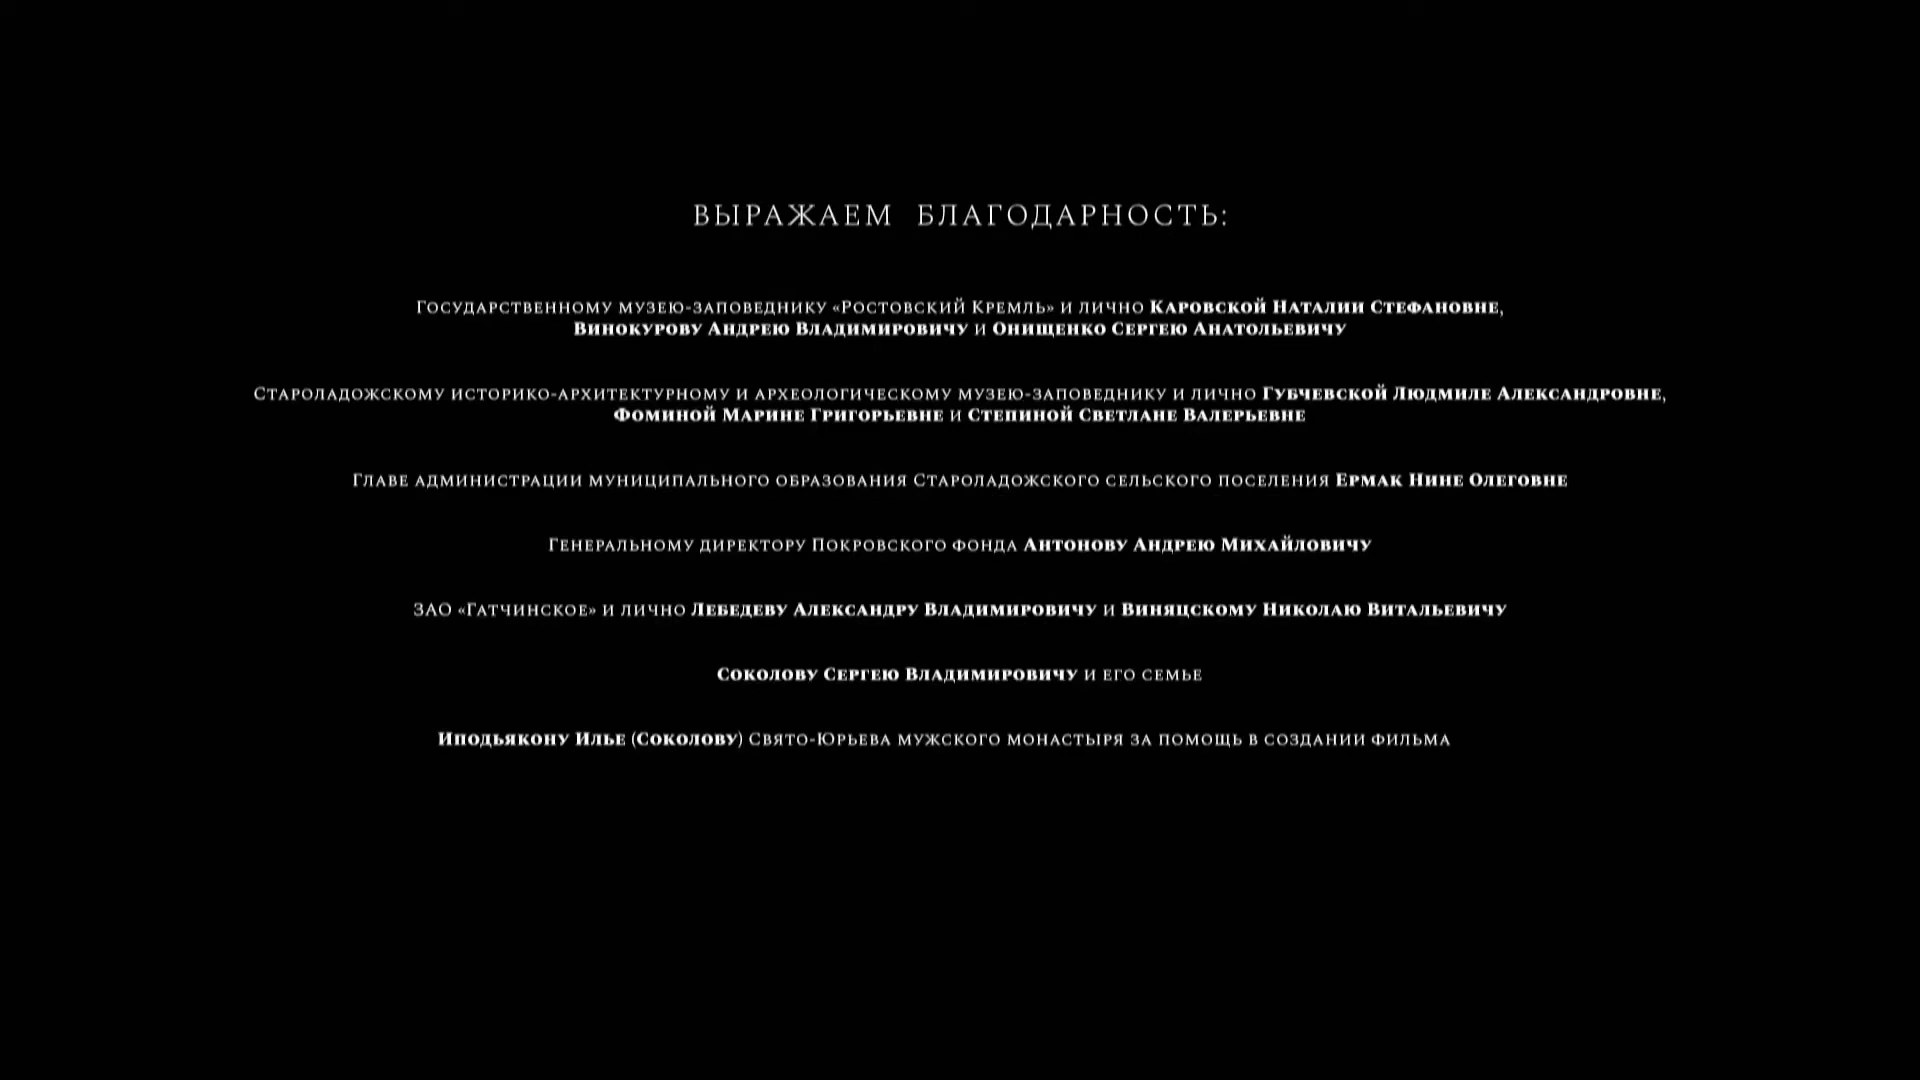 ВЫРАЖАЕМ БЛАГОДАРНОСТЬ:
Государственному музею-заповеднику «Ростовский Кремль» и лично Каровской Наталии Стефановне,
Винокурову Андрею Владимировичу и Онищенко Сергею Анатольевичу
Староладожскому историко-архитектурному и археологическому музею-заповеднику и лично Губчевской Людмиле Александровне,
Фоминой Марине Григорьевне и Степиной Светлане Валерьевне
Главе администрации муниципального образования Староладожского сельского поселения Ермак Нине Олеговне
Генеральному директору Покровского фонда Антонову Андрею Михайловичу
ЗАО «Гатчинское» и лично Лебедеву Александру Владимировичу и Виняцскому Николаю Витальевичу
Соколову Сергею Владимировичу и его семье
Иподьякону Илье (Соколову) Свято-Юрьева мужского монастыря за помощь в создании фильма